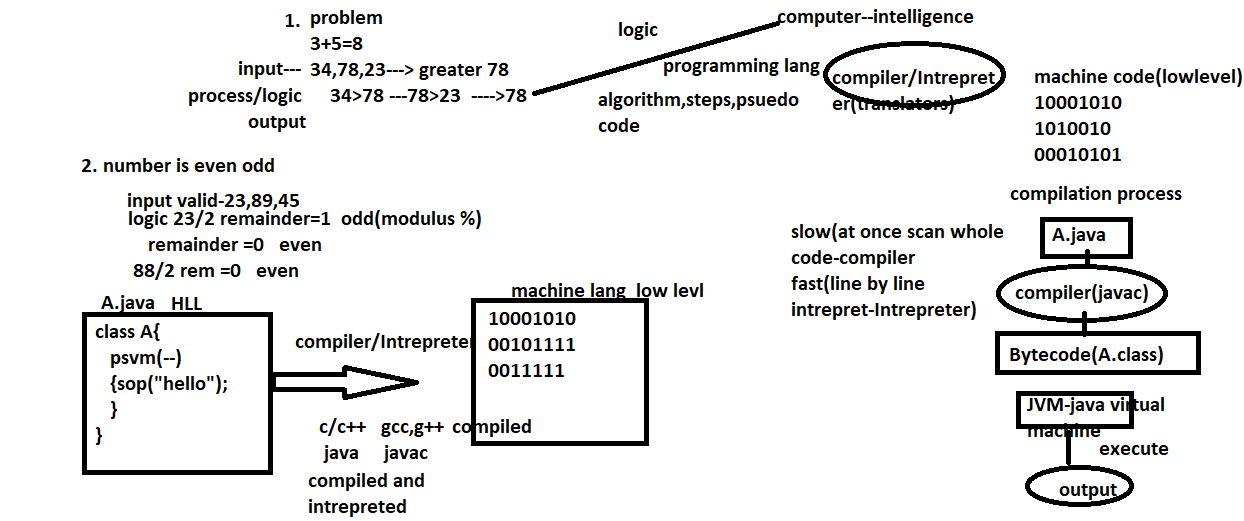 1. problem
3+5=8
input--- 34,78,23---> greater 78
process/logic 34>78 ---78>23 ---->78
output
logic
computer--intelligence
programming lang
algorithm,steps,psuedo
code
compiler/Intrepret
er(translators)
machine code(lowlevel)
10001010
1010010
00010101
2. number is even odd
input valid-23,89,45
logic 23/2 remainder=1 odd(modulus %)
remainder =0 even
88/2 rem =0 even
A.java HLL
class A{
psvm(--)
{sop("hello");
}
}
compiler/Intrepreter
c/c++ gcc,g++ compiled
java javac
compiled and
intrepreted
machine lang low levl
10001010
00101111
0011111
slow(at once scan whole
code-compiler
fast(line by line
intrepret-Intrepreter)
compilation process
A.java
compiler(javac)
Bytecode(A.class)
JVM-java virtual
machine
execute
output